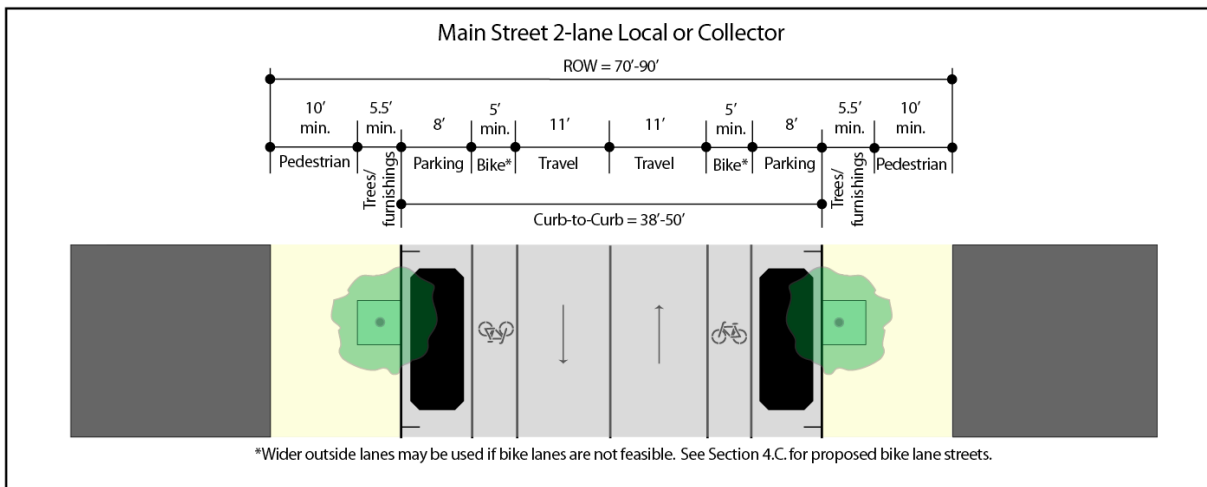 Main Street 2-lane Local or Collector
ROW = 70’-90’
10’ min.
5.5’ min.
8’
5’ min.
11’
11’
5’ min.
8’
5.5’ min.
10’ min.
Pedestrian
Trees/ furnishings
Parking
Bike*
Travel
Travel
Bike*
Parking
Trees/ furnishings
Pedestrian
Curb-to-Curb = 38’-50’
*Wider outside lanes may be used if bike lanes are not feasible. See Section 4.C. for proposed bike lane streets.